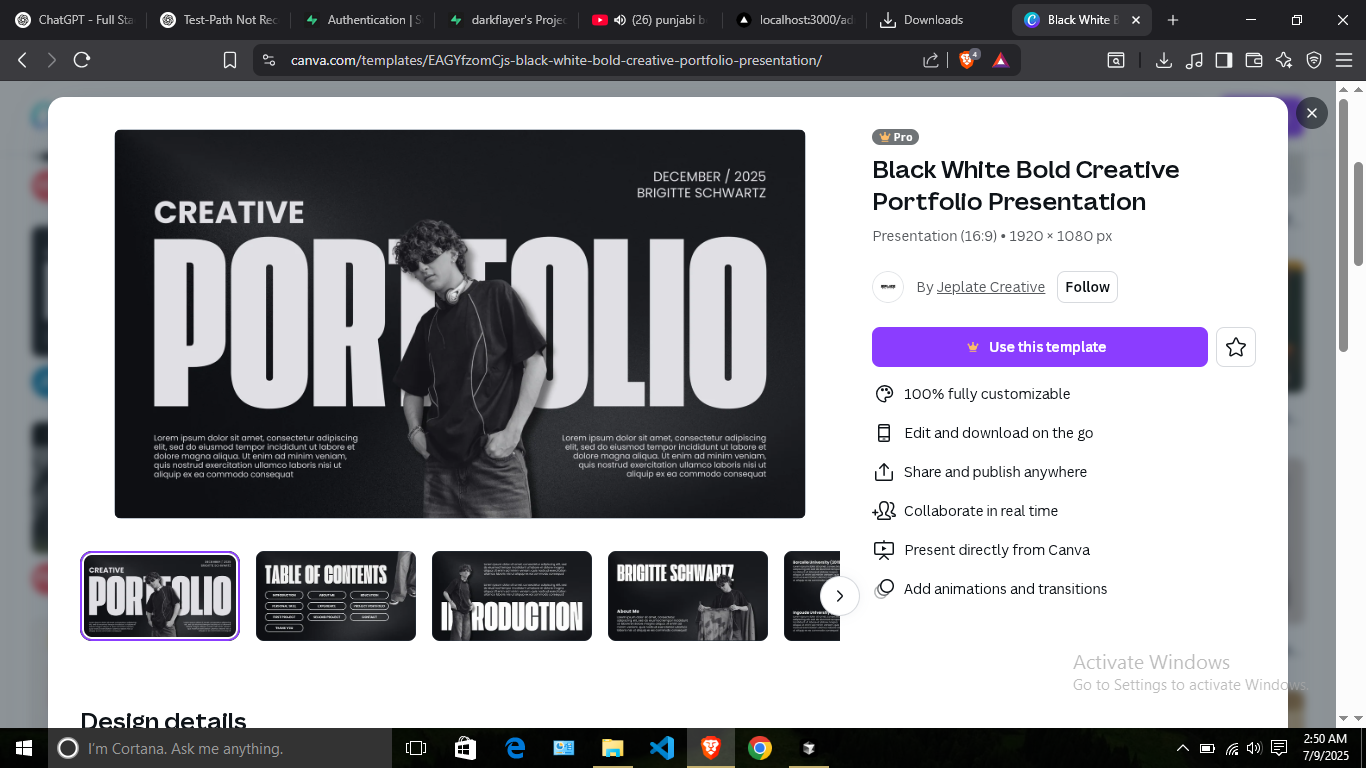 ChatGPT - Full Sta
Test-Path Not Rec
Authentication | S
darkflayer's Projec
(26) punjabi b
localhost:3000/ad
Downloads
Black White B
canva.com/templates/EAGYfzomCjs-black-white-bold-creative-portfolio-presentation/
4
DECEMBER / 2025
BRIGITTE SCHWARTZ
CREATIVE
PORTFOLIO
Lorem ipsum dolor sit amet, consectetur adipiscing
elit, sed do eiusmod tempor incididunt ut labore et
dolore magna aliqua. Ut enim ad minim veniam,
quis nostrud exercitation ullamco laboris nisi ut
aliquip ex ea commodo consequat
Lorem ipsum dolor sit amet, consectetur adipiscing
elit, sed do eiusmod tempor incididunt ut labore et
dolore magna aliqua. Ut enim ad minim veniam,
quis nostrud exercitation ullamco laboris nisi ut
aliquip ex ea commodo consequat
CREATIVE
PORTFOLIO
TABLE OF CONTENTS
INTRODUCTION
BRIGITTE SCHWARTZ
About Me
Pro
Black White Bold Creative
Portfolio Presentation
Presentation (16:9) • 1920 × 1080 px
By Jeplate Creative
Follow
Use this template
100% fully customizable
Edit and download on the go
Share and publish anywhere
Collaborate in real time
Present directly from Canva
Add animations and transitions
Design details
Activate Windows
Go to Settings to activate Windows.
I'm Cortana. Ask me anything.
2:50 AM
7/9/2025